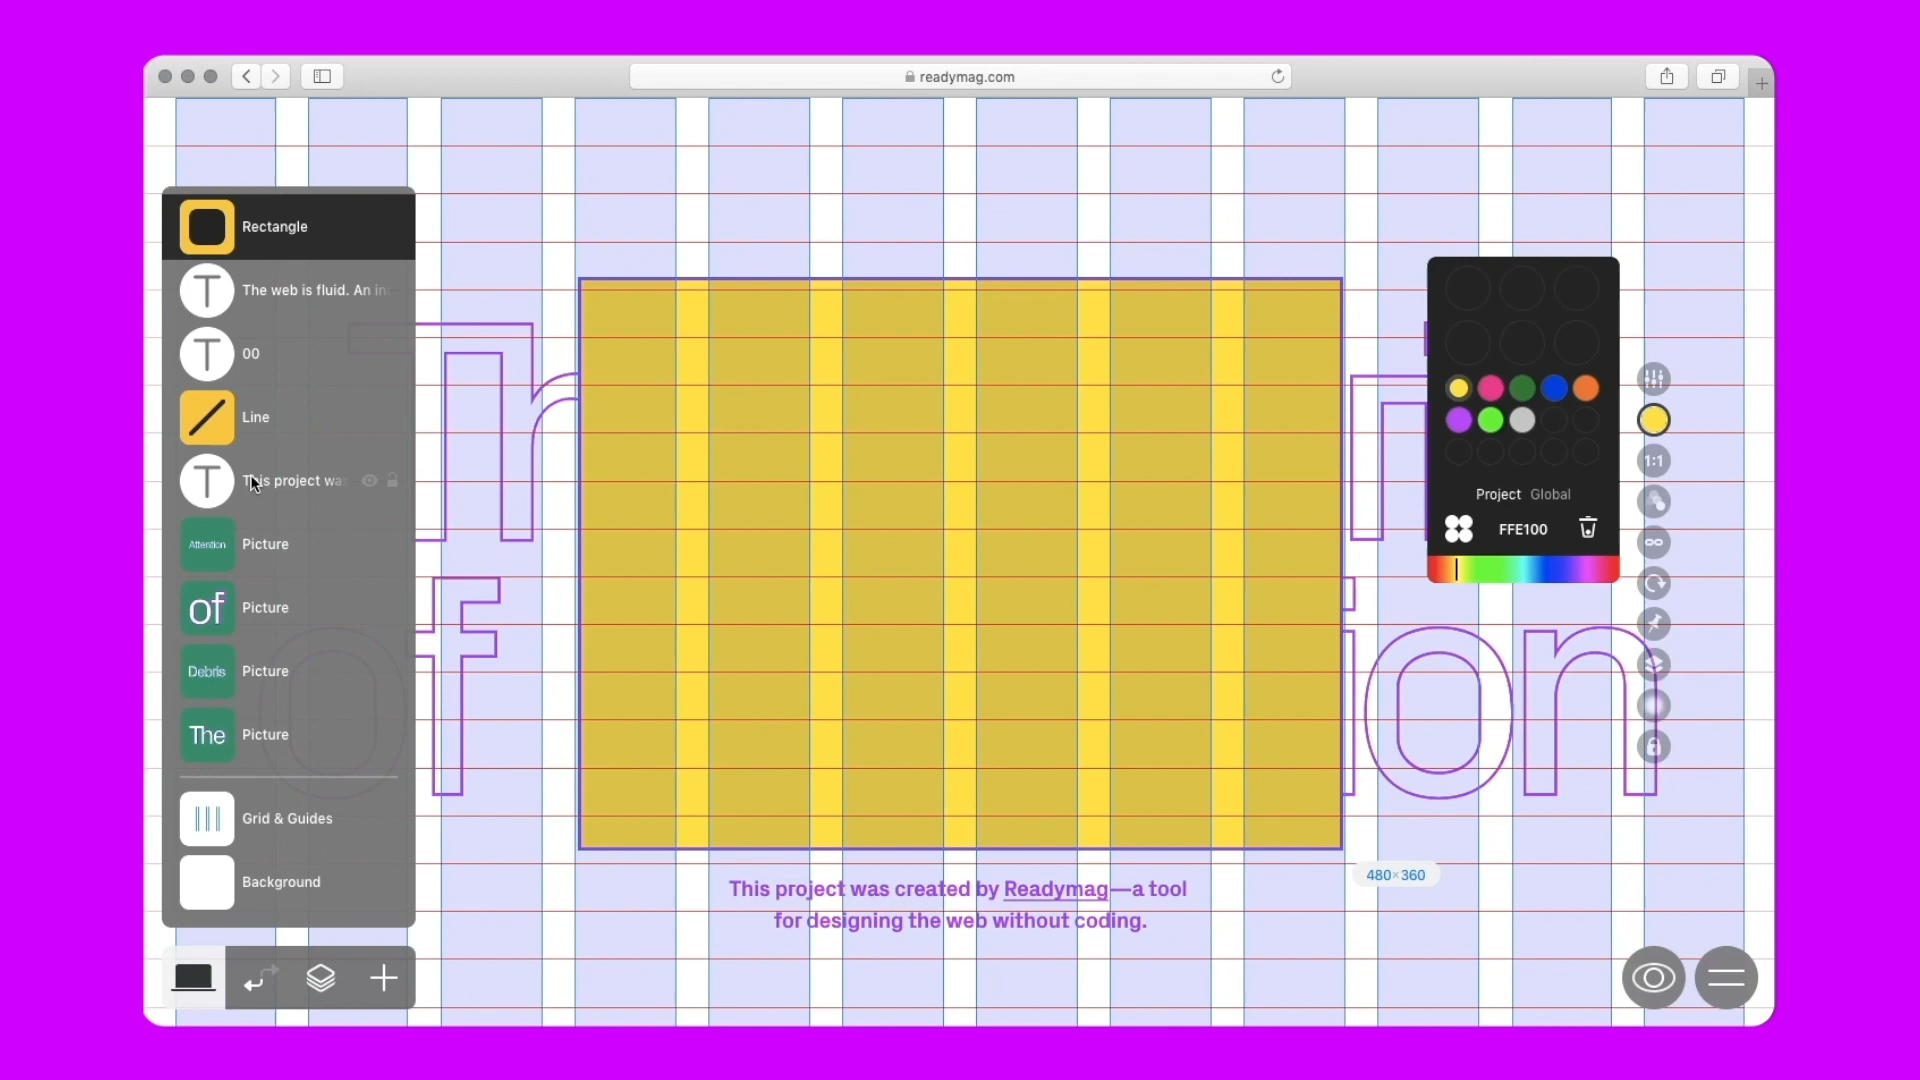 readymag.com
Rectangle
The web is fluid. An in
00
Line
This project wa
Attention
Picture
of
Picture
Debris
Picture
The
Picture
Grid & Guides
Background
f
ion
This project was created by Readymag—a tool
for designing the web without coding.
480×360
1:1
Project Global
FFE100